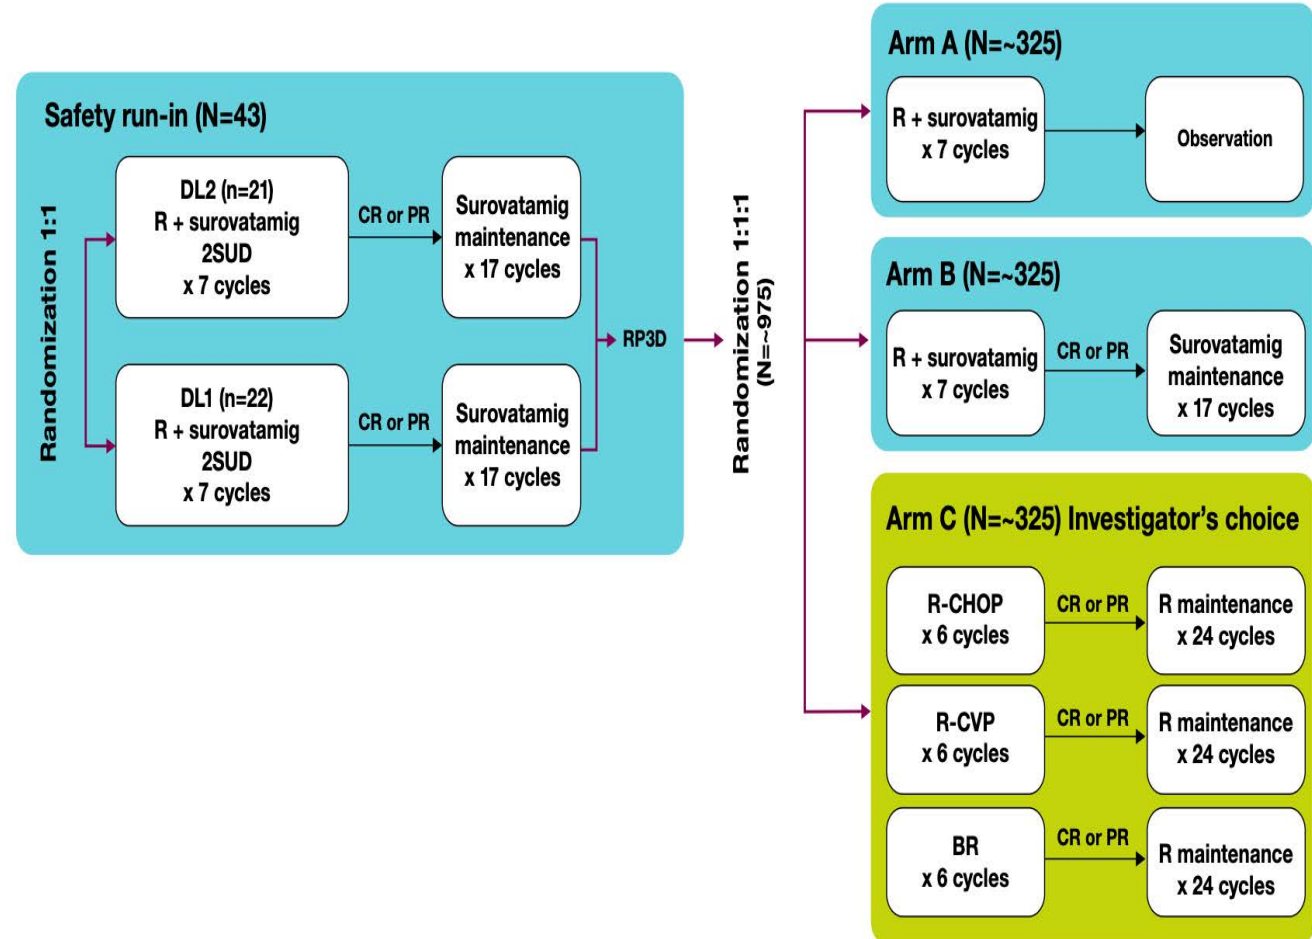 Safety run-in (N=43)
Randomization 1:1
DL2 (n=21)
R + surovatamig
2SUD
x 7 cycles
CR or PR
Surovatamig
maintenance
x 17 cycles
DL1 (n=22)
R + surovatamig
2SUD
x 7 cycles
CR or PR
Surovatamig
maintenance
x 17 cycles
RP3D
Randomization 1:1:1
(N=~975)
Arm A (N=~325)
R + surovatamig
x 7 cycles
Observation
Arm B (N=~325)
R + surovatamig
x 7 cycles
CR or PR
Surovatamig
maintenance
x 17 cycles
Arm C (N=~325) Investigator’s choice
R-CHOP
x 6 cycles
CR or PR
R maintenance
x 24 cycles
R-CVP
x 6 cycles
CR or PR
R maintenance
x 24 cycles
BR
x 6 cycles
CR or PR
R maintenance
x 24 cycles